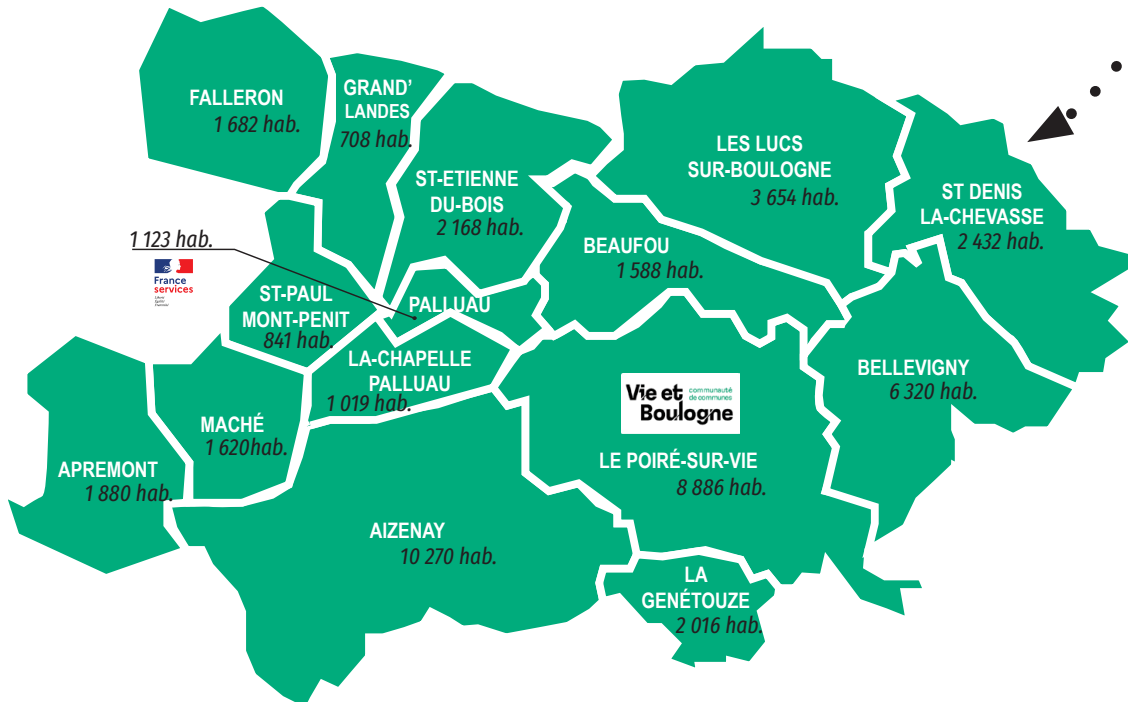 FALLERON
1 682 hab.
GRAND'
LANDES
708 hab.
ST-ETIENNE
DU-BOIS
2 168 hab.
LES LUCS
SUR-BOULOGNE
3 654 hab.
ST DENIS
LA-CHEVASSE
2 432 hab.
1 123 hab.
France
services
Liberté
Égalité
Fraternité
BEAUFOU
1 588 hab.
ST-PAUL
MONT-PENIT
841 hab.
PALLUAU
LA-CHAPELLE
PALLUAU
1 019 hab.
BELLEVIGNY
6 320 hab.
Vie et
Boulogne
communauté
de communes
MACHÉ
1 620hab.
APREMONT
1 880 hab.
LE POIRÉ-SUR-VIE
8 886 hab.
AIZENAY
10 270 hab.
LA
GENÉTOUZE
2 016 hab.